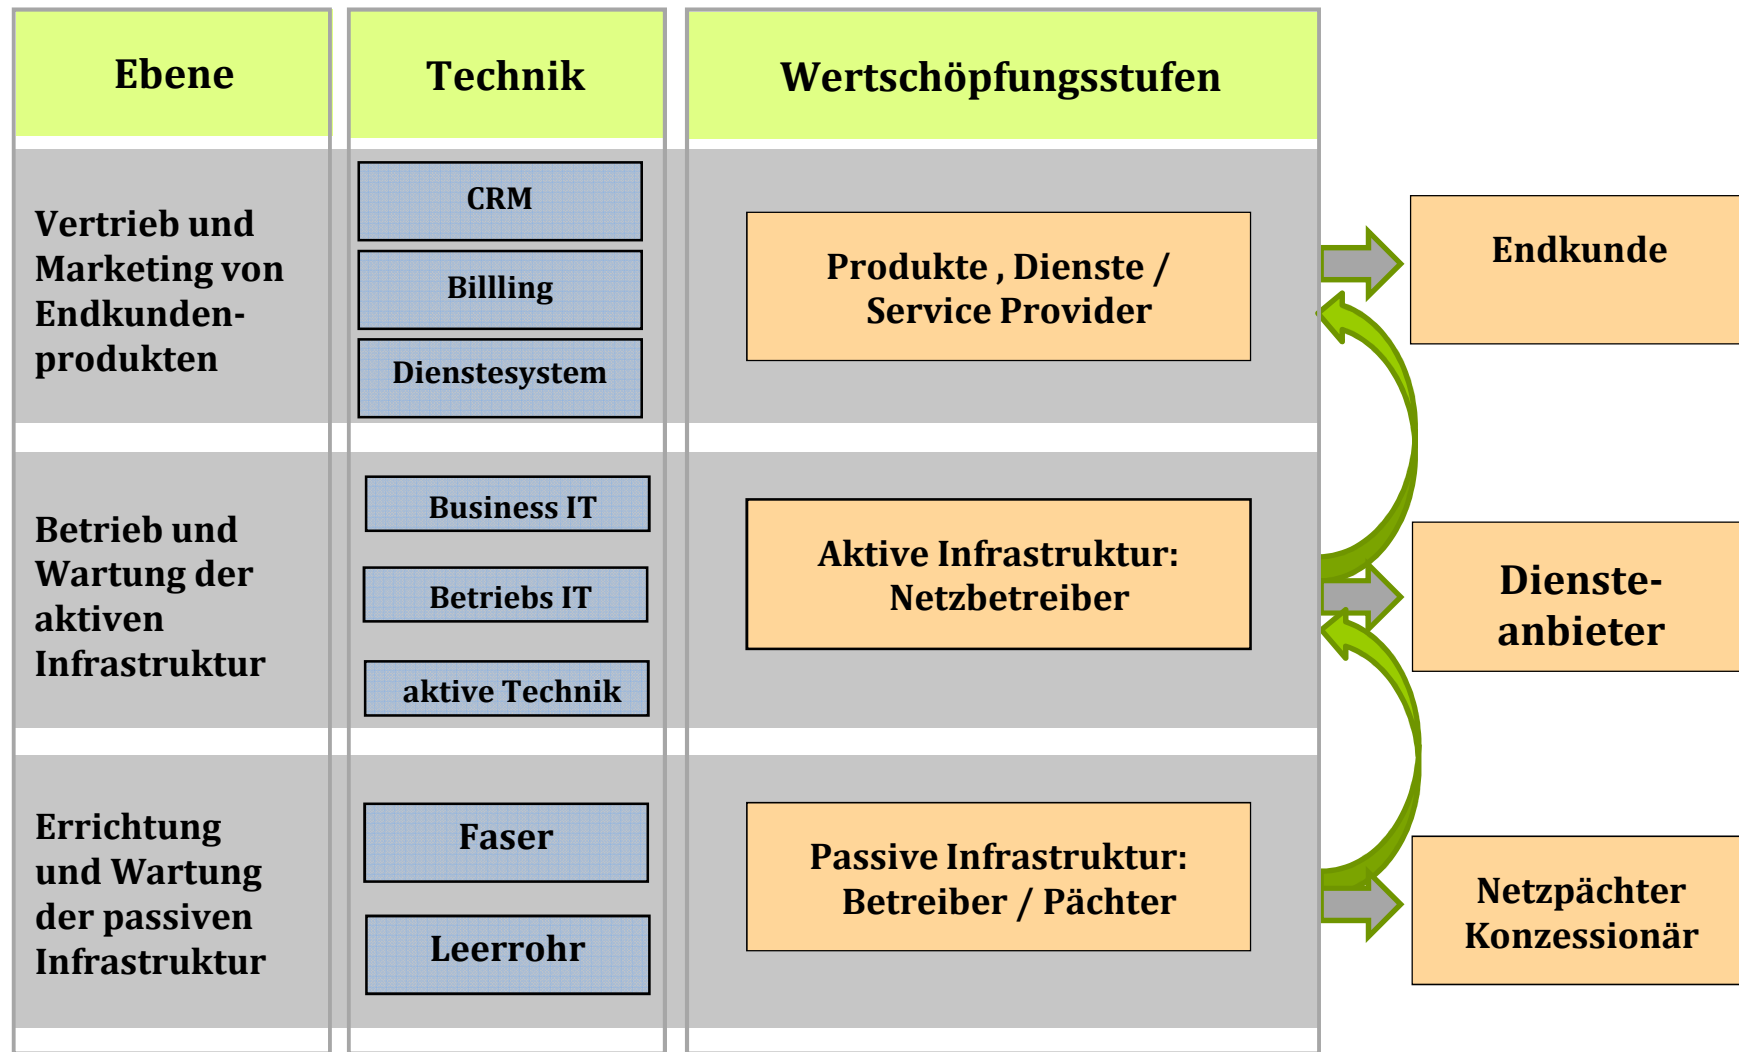 Ebene
Technik
Wertschöpfungsstufen
Vertrieb und
Marketing von
Endkunden-
produkten
CRM
Billling
Dienstesystem
Produkte , Dienste /
Service Provider
Endkunde
Betrieb und
Wartung der
aktiven
Infrastruktur
Business IT
Betriebs IT
aktive Technik
Aktive Infrastruktur:
Netzbetreiber
Dienste-
anbieter
Errichtung
und Wartung
der passiven
Infrastruktur
Faser
Leerrohr
Passive Infrastruktur:
Betreiber / Pächter
Netzpächter
Konzessionär